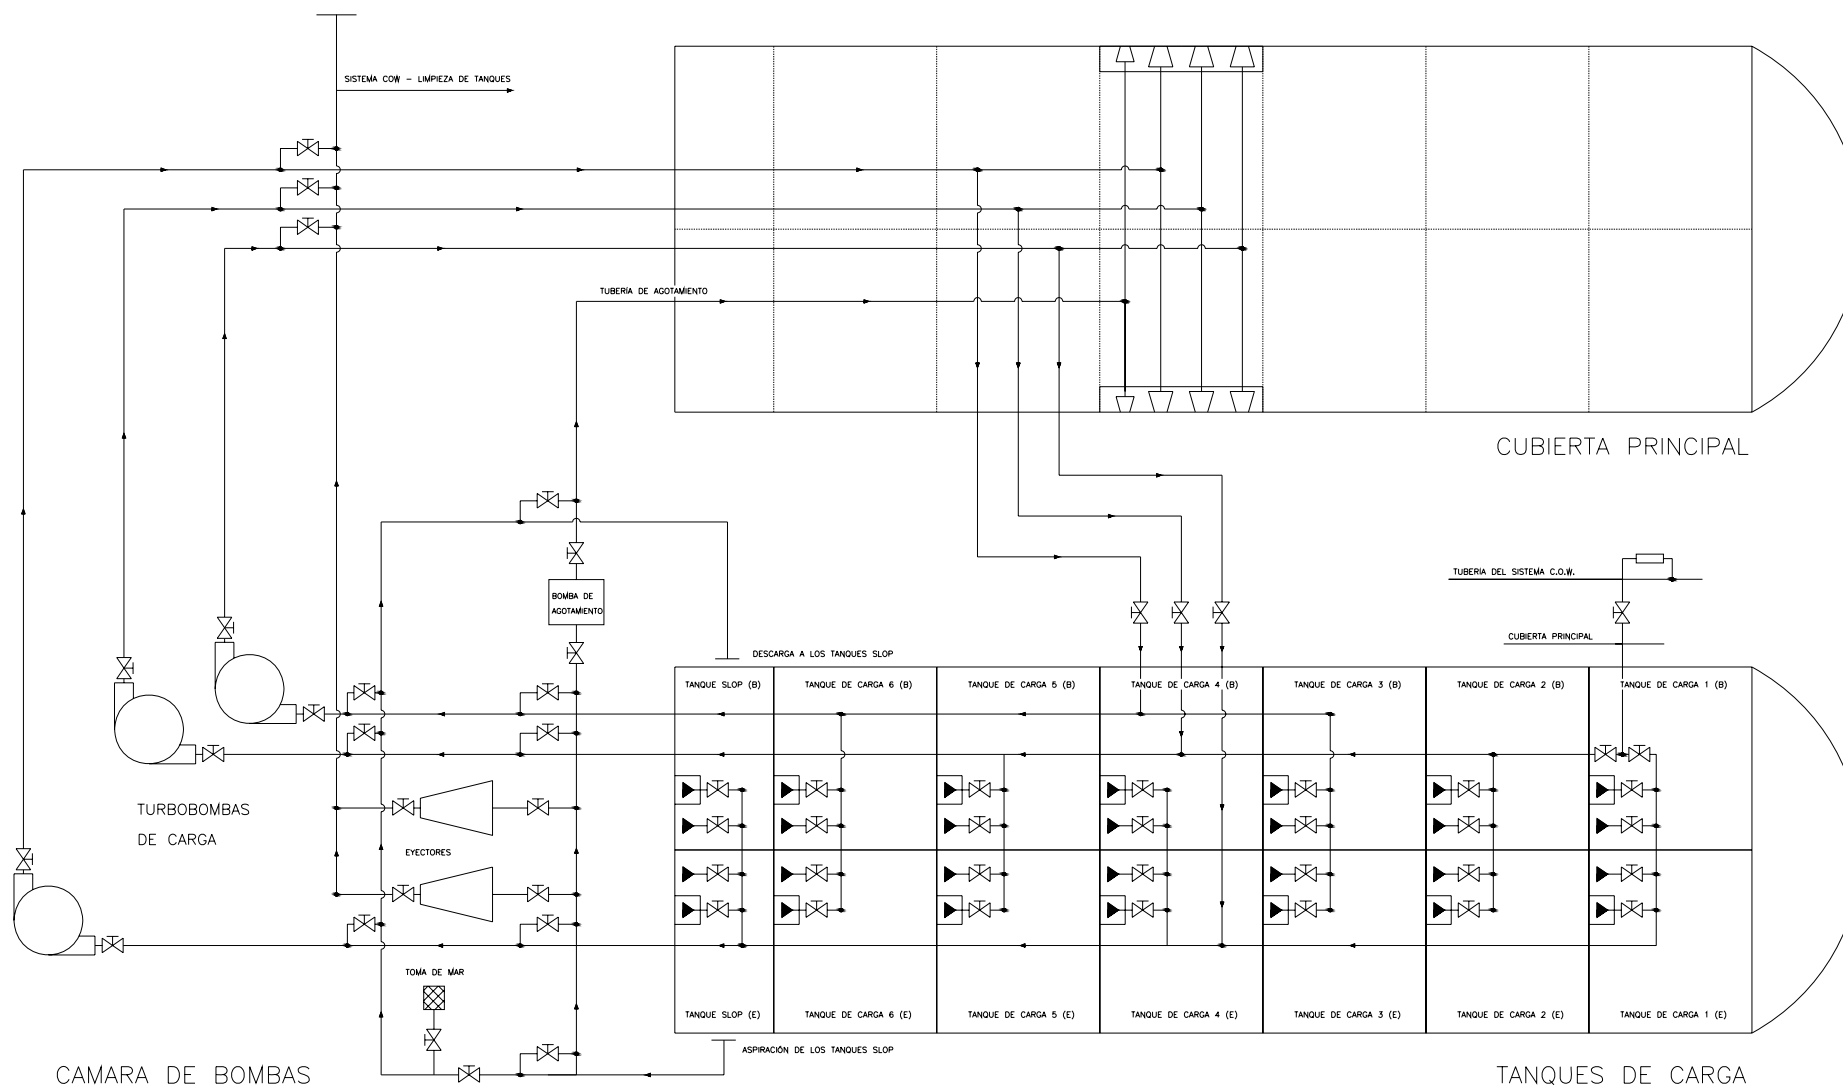 SISTEMA COW - LIMPIEZA DE TANQUES
TUBERÍA DE AGOTAMIENTO
CUBIERTA PRINCIPAL
TUBERIA DEL SISTEMA C.O.W.
BOMBA DE
AGOTAMIENTO
CUBIERTA PRINCIPAL
DESCARGA A LOS TANQUES SLOP
TANQUE SLOP (B)
TANQUE DE CARGA 6 (B)
TANQUE DE CARGA 5 (B)
TANQUE DE CARGA 4 (B)
TANQUE DE CARGA 3 (B)
TANQUE DE CARGA 2 (B)
TANQUE DE CARGA 1 (B)
TURBOBOMBAS
DE CARGA
EYECTORES
TOMA DE MAR
TANQUE SLOP (E)
TANQUE DE CARGA 6 (E)
TANQUE DE CARGA 5 (E)
TANQUE DE CARGA 4 (E)
TANQUE DE CARGA 3 (E)
TANQUE DE CARGA 2 (E)
TANQUE DE CARGA 1 (E)
ASPIRACIÓN DE LOS TANQUES SLOP
CAMARA DE BOMBAS
TANQUES DE CARGA